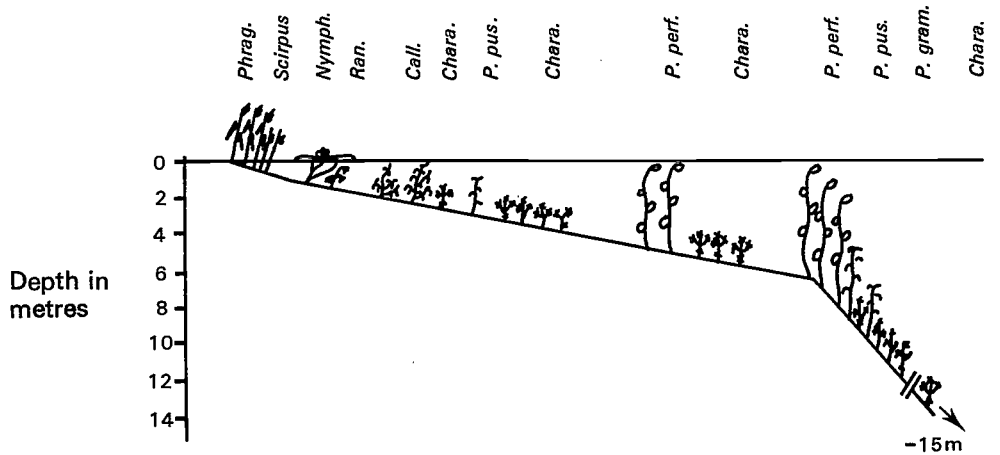 Phrag.
Scirpus
Nymph.
Ran.
Call.
Chara.
P. pus.
Chara.
P. perf.
Chara.
P. perf.
P. pus.
P. gram.
Chara.
0
2
4
6
8
10
12
14
Depth in
metres
-15m